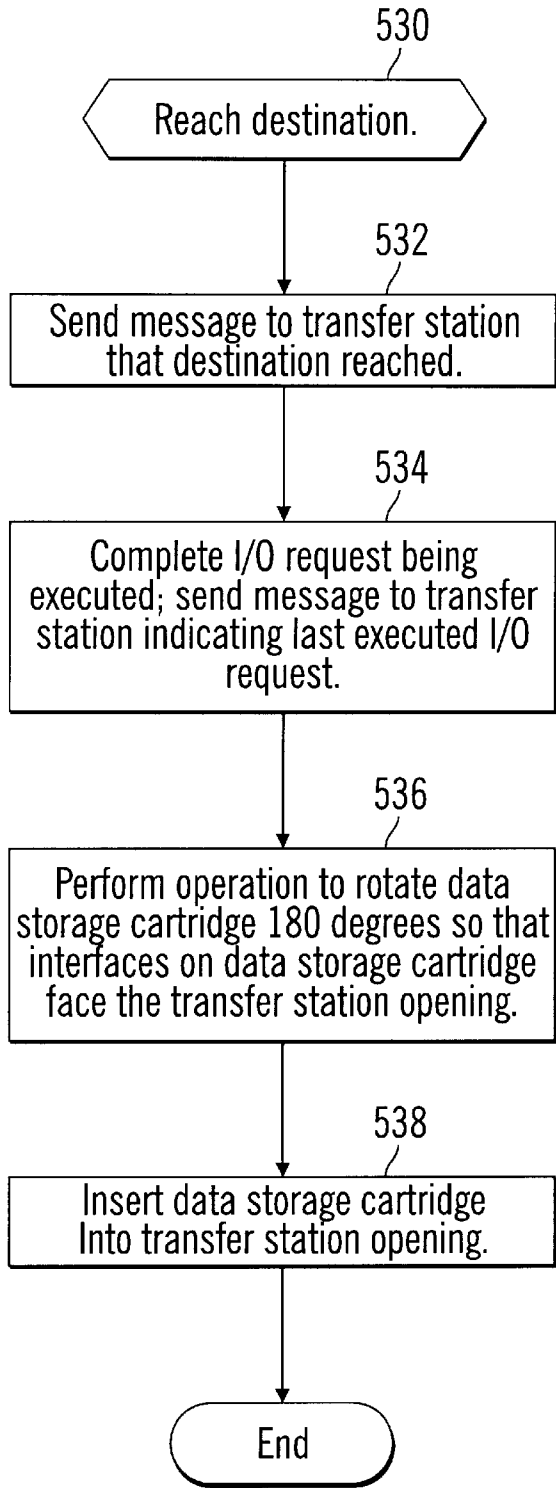 530
Reach destination.
532
Send message to transfer station
that destination reached.
534
Complete I/O request being
executed; send message to transfer
station indicating last executed I/O
request.
536
Perform operation to rotate data
storage cartridge 180 degrees so that
interfaces on data storage cartridge
face the transfer station opening.
538
Insert data storage cartridge
Into transfer station opening.
End